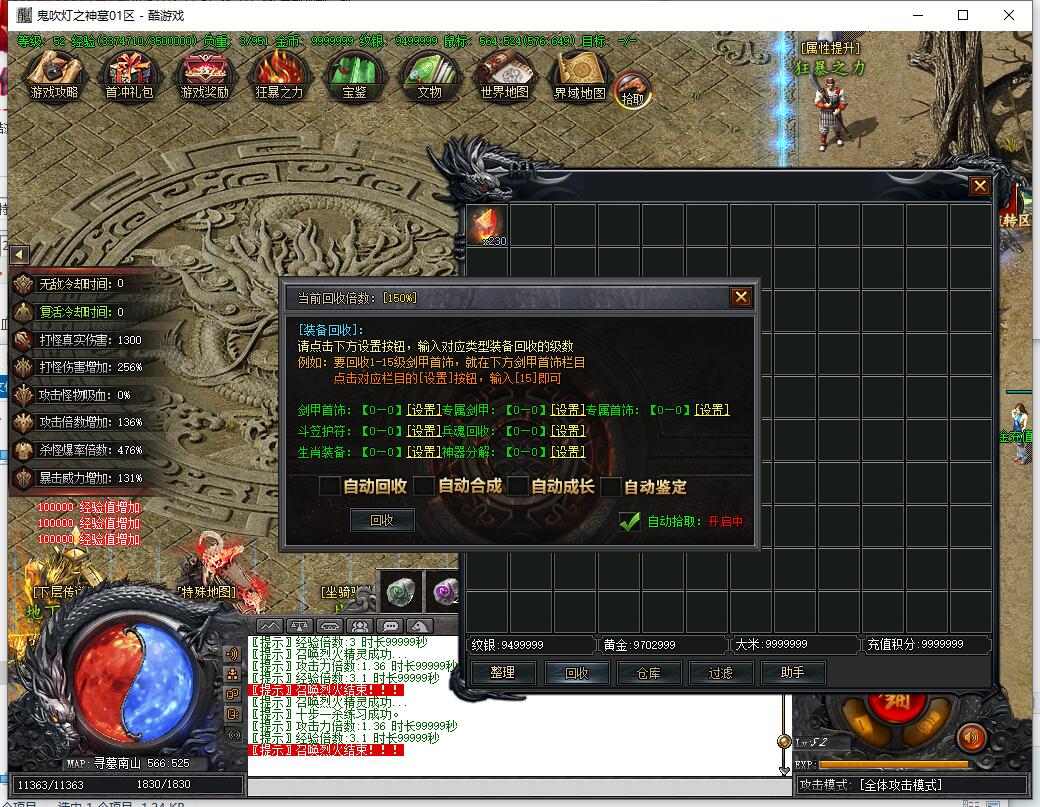 鬼吹灯之神墓01区 - 酷游戏
等级: 52 经验(3374710/3500000) 负重: 3/951 金币: 9999999 纹银: 9499999 鼠标: 564:524(576:649) 目标: -/-
游戏攻略 首冲礼包 游戏奖励 狂暴之力 宝鉴 文物 世界地图 界域地图 拾取
[属性提升]
狂暴之力
x230
转区
无敌冷却时间: 0
复活冷却时间: 0
打怪真实伤害: 1300
打怪伤害增加: 256%
攻击怪物吸血: 0%
攻击倍数增加: 136%
杀怪爆率倍数: 476%
暴击威力增加: 131%
100000 经验值增加.
100000 经验值增加.
100000 经验值增加.
当前回收倍数: [150%]
[装备回收]:
请点击下方设置按钮，输入对应类型装备回收的级数
例如: 要回收1-15级剑甲首饰，就在下方剑甲首饰栏目
点击对应栏目的[设置]按钮，输入[15]即可
剑甲首饰: 【0—0】[设置]专属剑甲: 【0—0】[设置]专属首饰: 【0—0】[设置]
斗笠护符: 【0—0】[设置]兵魂回收: 【0—0】[设置]
生肖装备: 【0—0】[设置]神器分解: 【0—0】[设置]
自动回收 自动合成 自动成长 自动鉴定
回收
自动拾取: 开启中
[下层传
地下
[特殊地图]
[坐骑
纹银:9499999 黄金:9702999 大米:9999999 充值积分:9999999
整理 回收 仓库 过滤 助手
〖提示〗经验倍数:3 时长99999秒
〖提示〗召唤烈火精灵成功...
〖提示〗攻击力倍数:1.36 时长99999秒
〖提示〗经验倍数:3.1 时长99999秒
〖提示〗召唤烈火结束！！！
〖提示〗召唤烈火精灵成功...
〖提示〗十步一杀练习成功。
〖提示〗攻击力倍数:1.36 时长99999秒
〖提示〗经验倍数:3.1 时长99999秒
〖提示〗召唤烈火结束！！！
MAP: 寻墓南山 566:525
11363/11363 1830/1830
Lv 52
EXP:
攻击模式: [全体攻击模式]